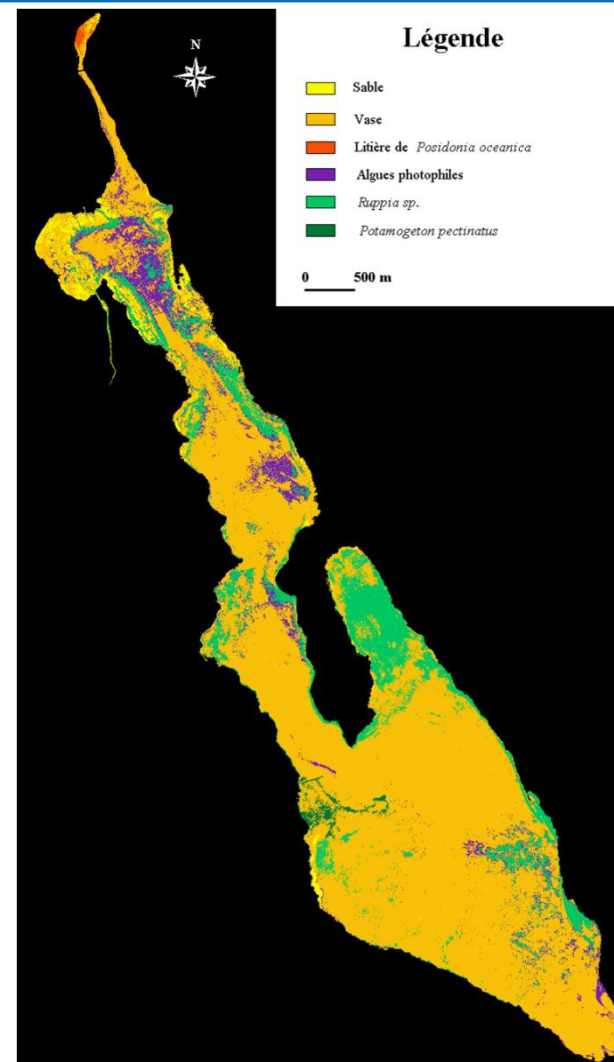 Légende
N
Sable
Vase
Litière de Posidonia oceanica
Algues photophiles
Ruppia sp.
Potamogeton pectinatus
0 500 m